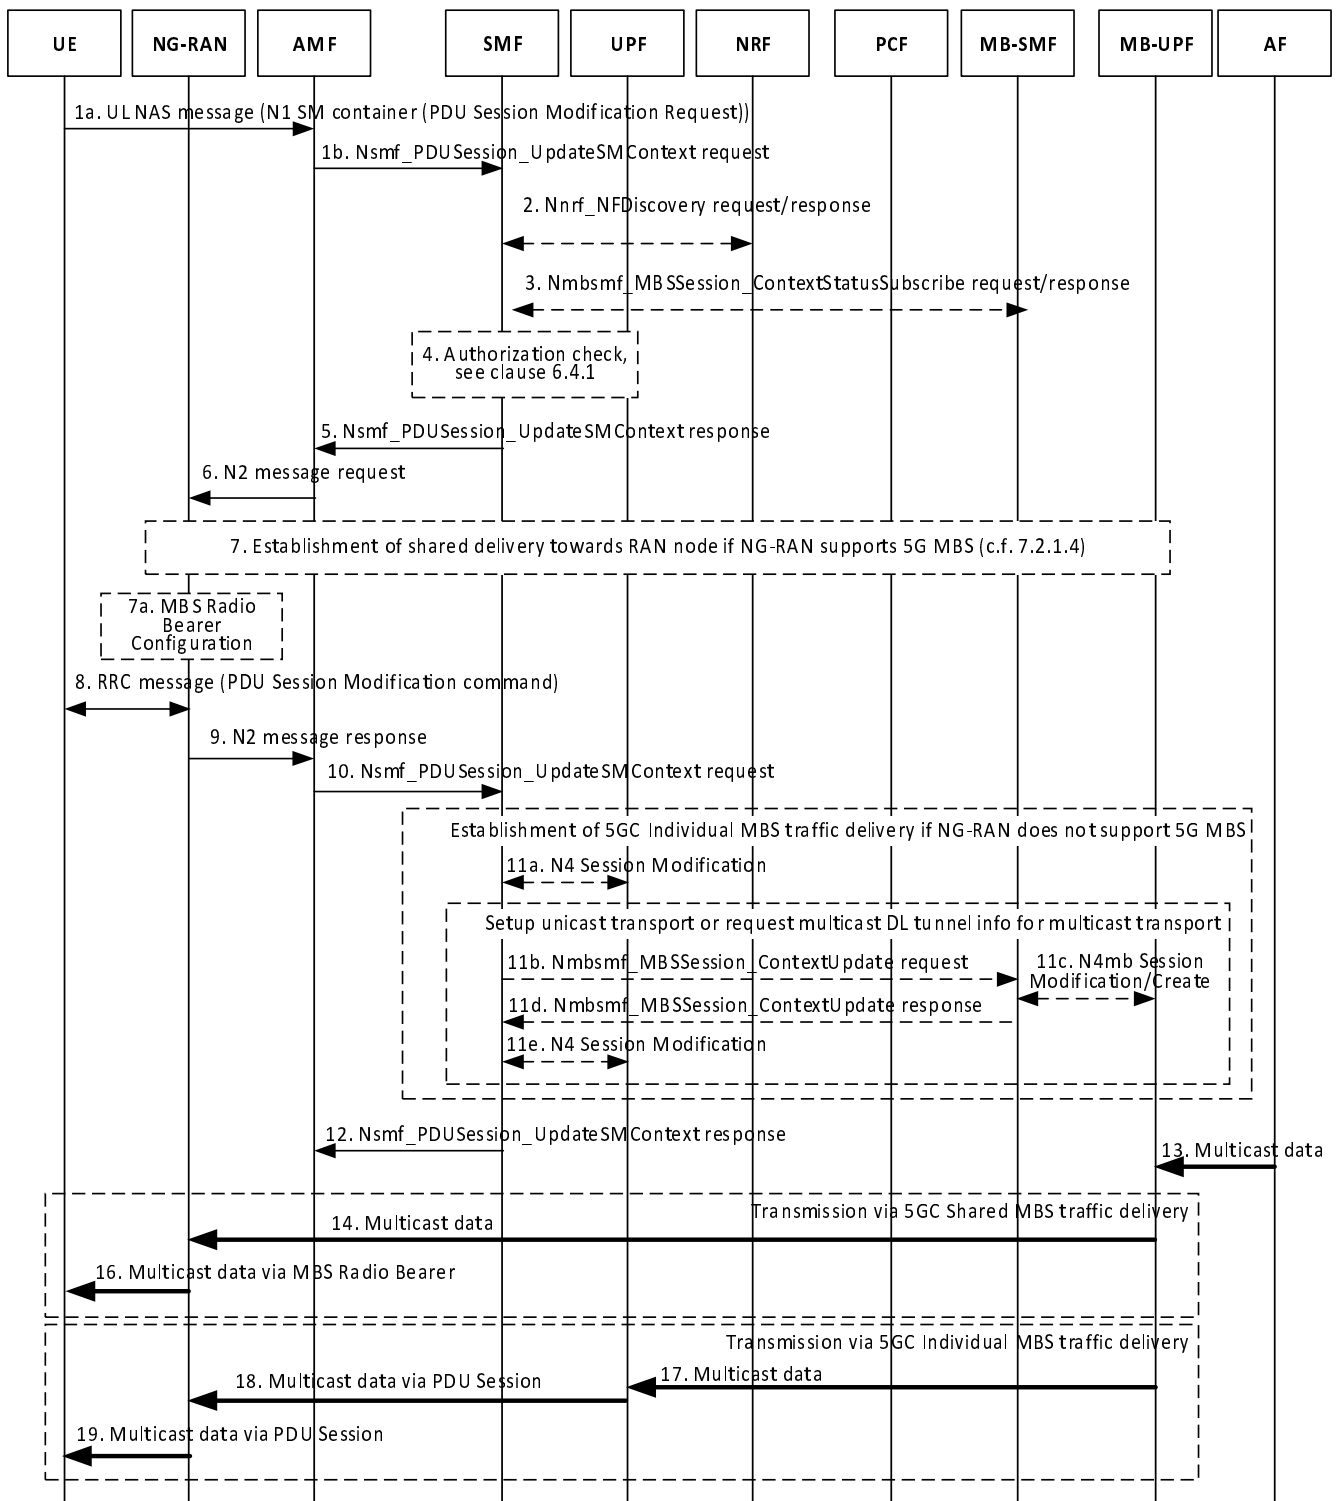 UE NG-RAN AMF SMF UPF NRF PCF MB-SMF MB-UPF AF
1a. UL NAS message (N1 SM container (PDU Session Modification Request))
1b. Nsmf_PDUSession_UpdateSMContext request
2. Nnrf_NFDiscovery request/response
3. Nmbsmf_MBSSession_ContextStatusSubscribe request/response
4. Authorization check,
see clause 6.4.1
5. Nsmf_PDUSession_UpdateSMContext response
6. N2 message request
7. Establishment of shared delivery towards RAN node if NG-RAN supports 5G MBS (c.f. 7.2.1.4)
7a. MBS Radio
Bearer
Configuration
8. RRC message (PDU Session Modification command)
9. N2 message response
10. Nsmf_PDUSession_UpdateSMContext request
Establishment of 5GC Individual MBS traffic delivery if NG-RAN does not support 5G MBS
11a. N4 Session Modification
Setup unicast transport or request multicast DL tunnel info for multicast transport
11b. Nmbsmf_MBSSession_ContextUpdate request
11c. N4mb Session
Modification/Create
11d. Nmbsmf_MBSSession_ContextUpdate response
11e. N4 Session Modification
12. Nsmf_PDUSession_UpdateSMContext response
13. Multicast data
Transmission via 5GC Shared MBS traffic delivery
14. Multicast data
16. Multicast data via MBS Radio Bearer
Transmission via 5GC Individual MBS traffic delivery
17. Multicast data
18. Multicast data via PDU Session
19. Multicast data via PDU Session